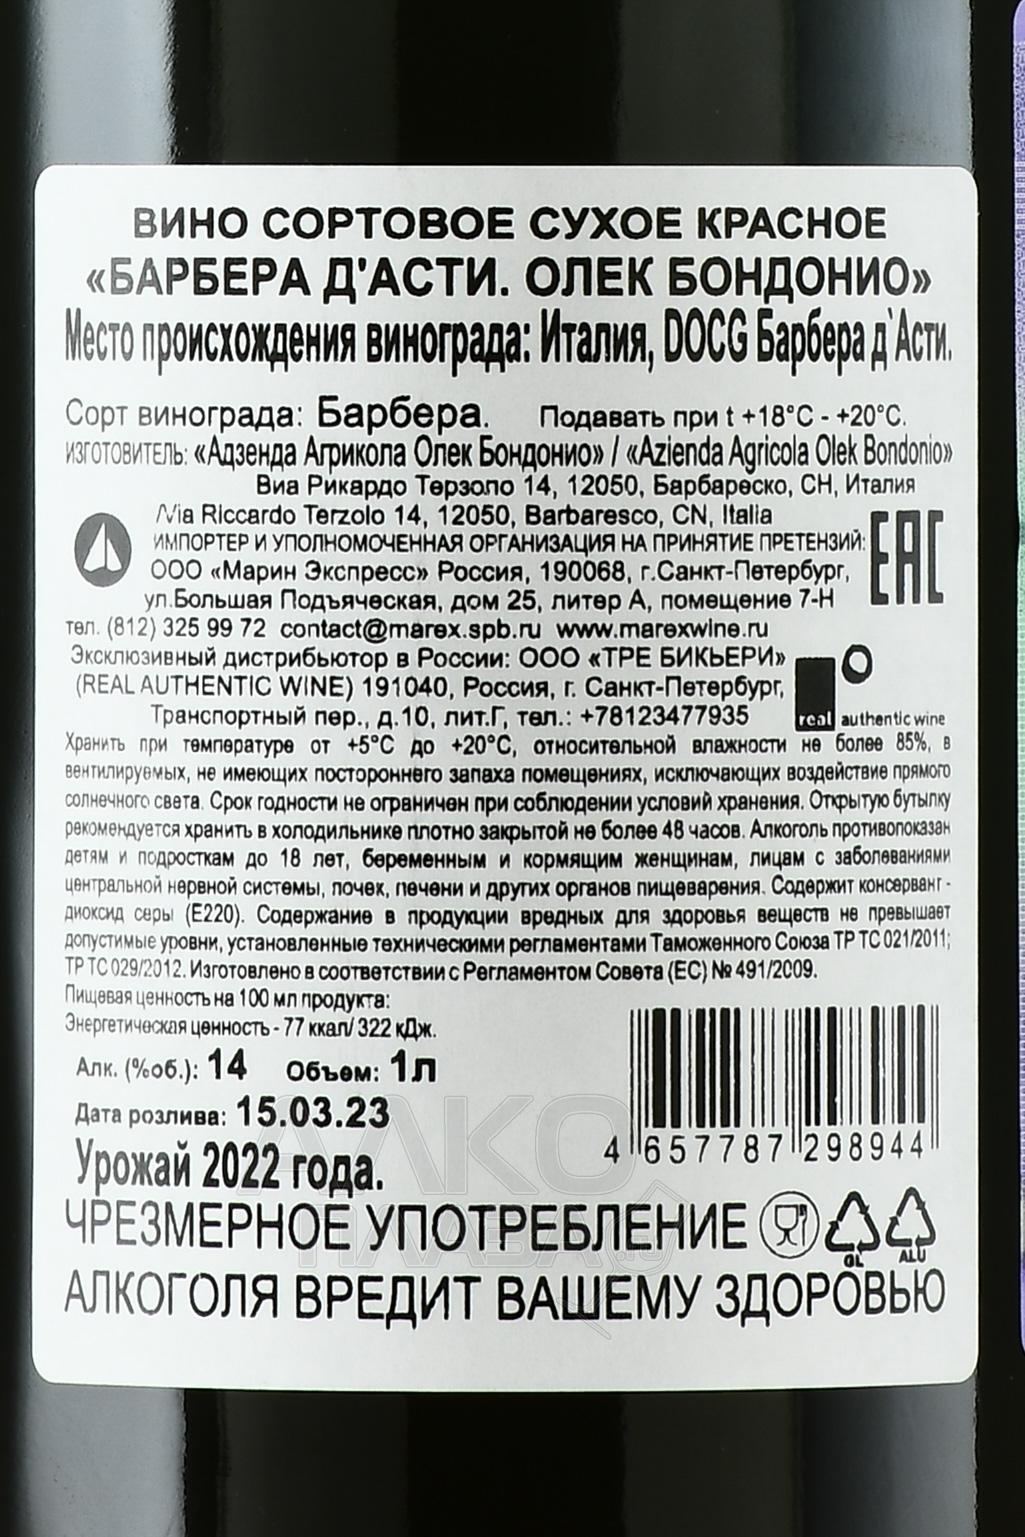 ВИНО СОРТОВОЕ СУХОЕ КРАСНОЕ
«БАРБЕРА Д'АСТИ. ОЛЕК БОНДОНИО»
Место происхождения винограда: Италия, DOCG Барбера д`Асти.
Сорт винограда: Барбера. Подавать при t +18°C - +20°C.
ИЗГОТОВИТЕЛЬ: «Адзенда Агрикола Олек Бондонио» / «Azienda Agricola Olek Bondonio»
Виа Рикардо Терзоло 14, 12050, Барбареско, CH, Италия
/Via Riccardo Terzolo 14, 12050, Barbaresco, CN, Italia
ИМПОРТЕР И УПОЛНОМОЧЕННАЯ ОРГАНИЗАЦИЯ НА ПРИНЯТИЕ ПРЕТЕНЗИЙ:
EAC
ООО «Марин Экспресс» Россия, 190068, г.Санкт-Петербург,
ул.Большая Подъяческая, дом 25, литер А, помещение 7-Н
тел. (812) 325 99 72 contact@marex.spb.ru www.marexwine.ru
Эксклюзивный дистрибьютор в России: ООО «ТРЕ БИКЬЕРИ»
(REAL AUTHENTIC WINE) 191040, Россия, г. Санкт-Петербург,
Транспортный пер., д.10, лит.Г, тел.: +78123477935
real authentic wine
Хранить при температуре от +5°C до +20°C, относительной влажности не более 85%, в
вентилируемых, не имеющих постороннего запаха помещениях, исключающих воздействие прямого
солнечного света. Срок годности не ограничен при соблюдении условий хранения. Открытую бутылку
рекомендуется хранить в холодильнике плотно закрытой не более 48 часов. Алкоголь противопоказан
детям и подросткам до 18 лет, беременным и кормящим женщинам, лицам с заболеваниями
центральной нервной системы, почек, печени и других органов пищеварения. Содержит консервант -
диоксид серы (Е220). Содержание в продукции вредных для здоровья веществ не превышает
допустимые уровни, установленные техническими регламентами Таможенного Союза ТР ТС 021/2011;
ТР ТС 029/2012. Изготовлено в соответствии с Регламентом Совета (ЕС) № 491/2009.
Пищевая ценность на 100 мл продукта:
Энергетическая ценность - 77 ккал/ 322 кДж.
Алк. (%об.): 14 Объем: 1л
Дата розлива: 15.03.23
4 657787 298944
Урожай 2022 года.
ЧРЕЗМЕРНОЕ УПОТРЕБЛЕНИЕ
GL ALU
АЛКОГОЛЯ ВРЕДИТ ВАШЕМУ ЗДОРОВЬЮ
АЛКО
ПЛАВА